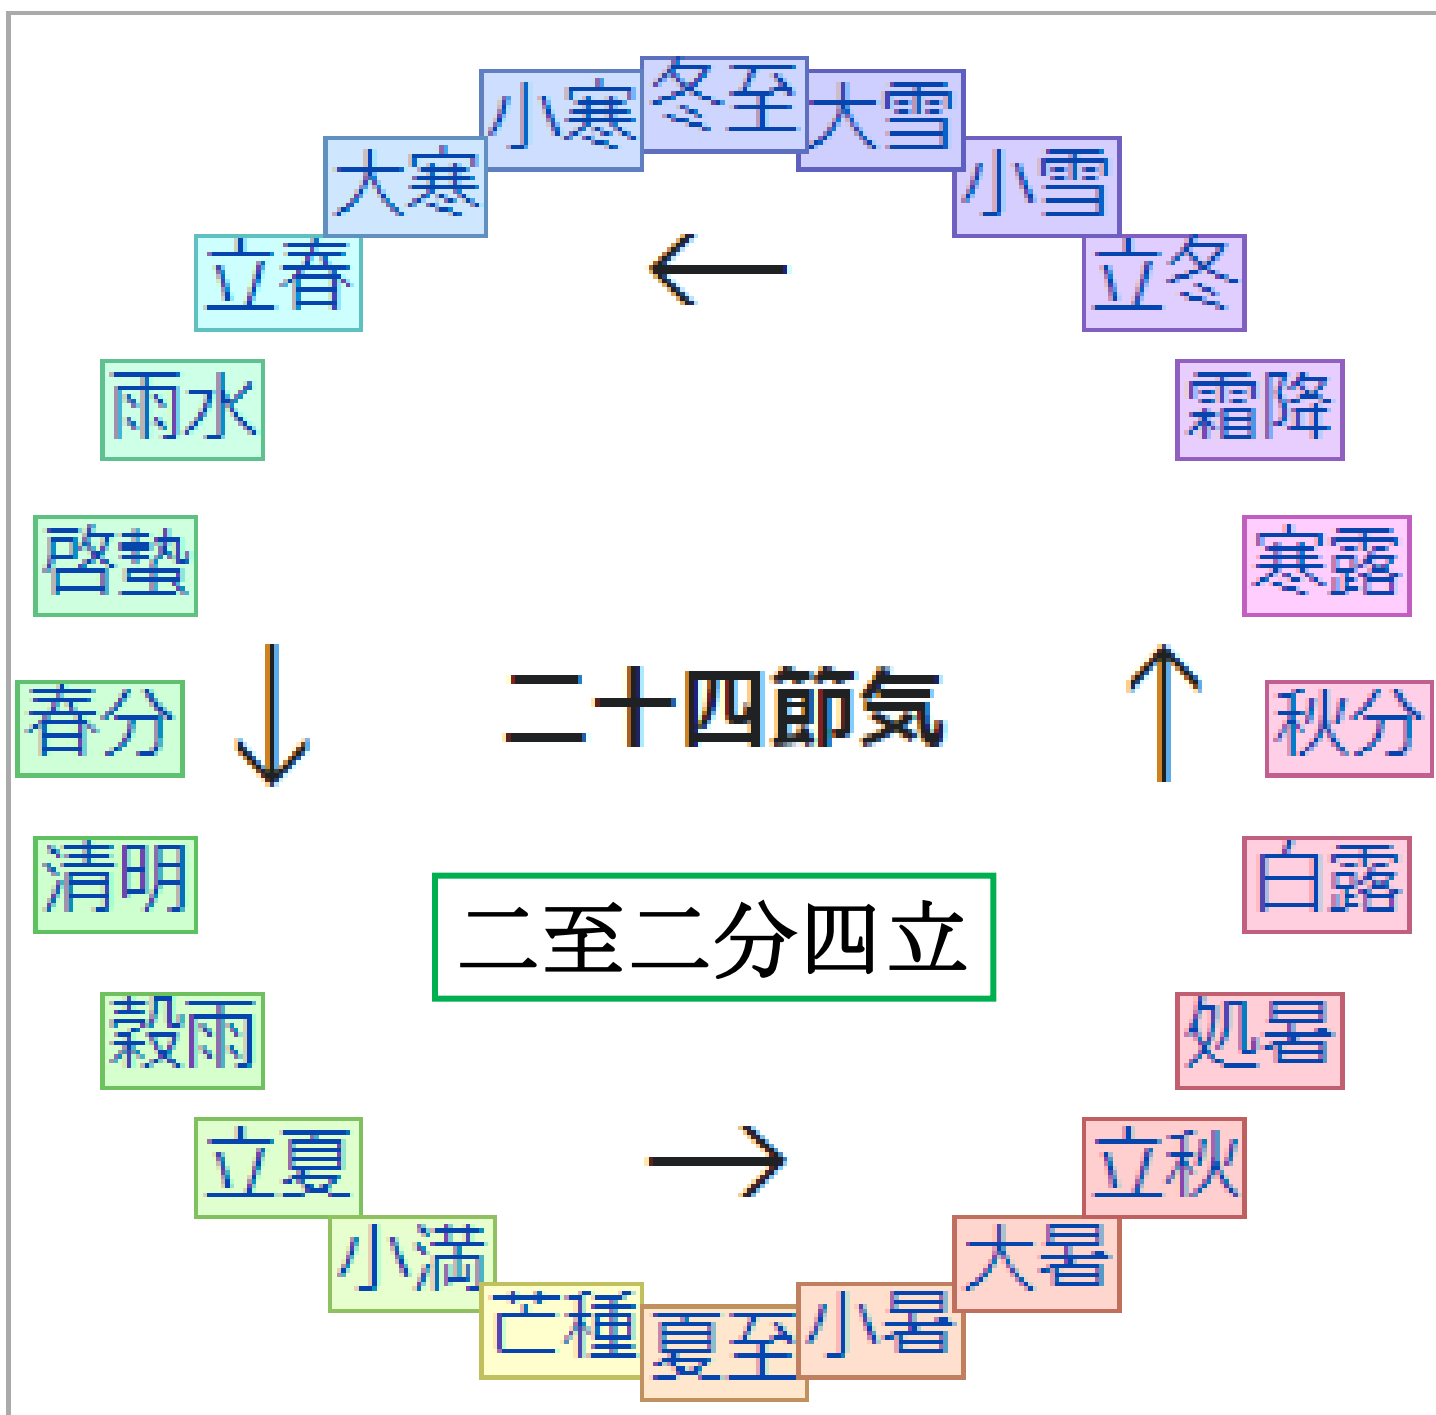 冬至
小寒
大雪
大寒
小雪
立春
←
立冬
雨水
霜降
啓蟄
寒露
春分
↓
二十四節気
↑
秋分
清明
白露
二至二分四立
穀雨
処暑
立夏
→
立秋
小満
大暑
芒種
夏至
小暑